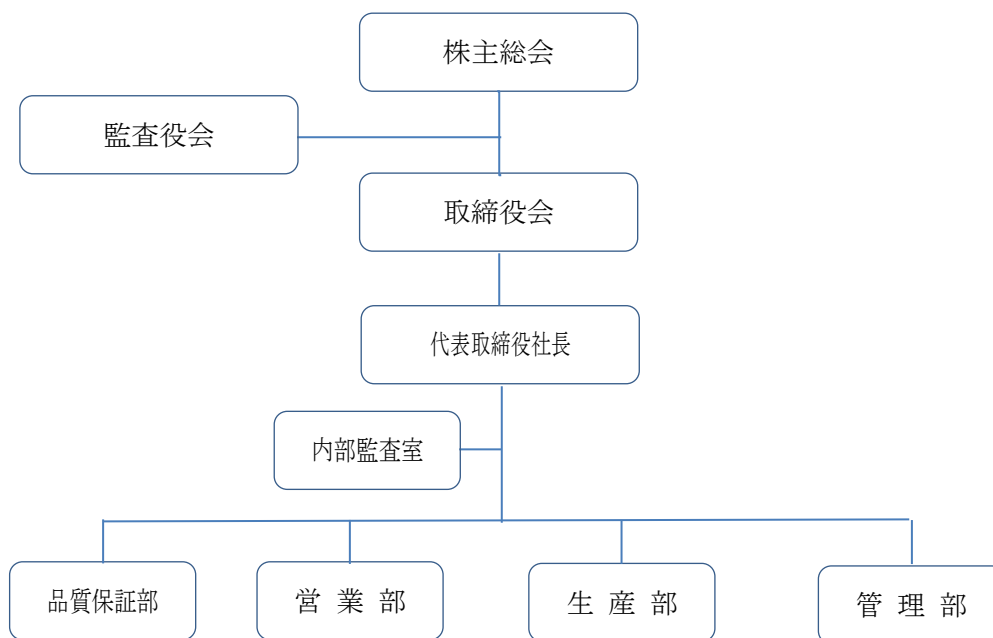 株主総会
監査役会
取締役会
代表取締役社長
内部監査室
品質保証部
営 業 部
生 産 部
管 理 部